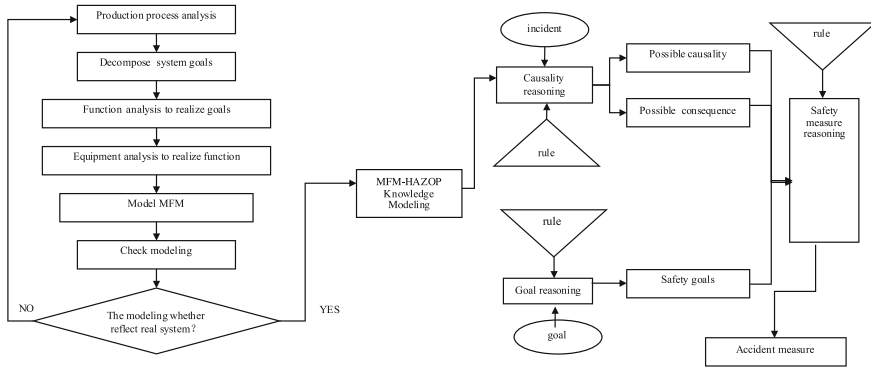 Production process analysis
Decompose system goals
Function analysis to realize goals
Equipment analysis to realize function
Model MFM
Check modeling
NO
The modeling whether
reflect real system?
YES
MFM-HAZOP
Knowledge
Modeling
incident
Causality
reasoning
rule
Possible causality
Possible consequence
rule
Safety
measure
reasoning
rule
Goal reasoning
goal
Safety goals
Accident measure